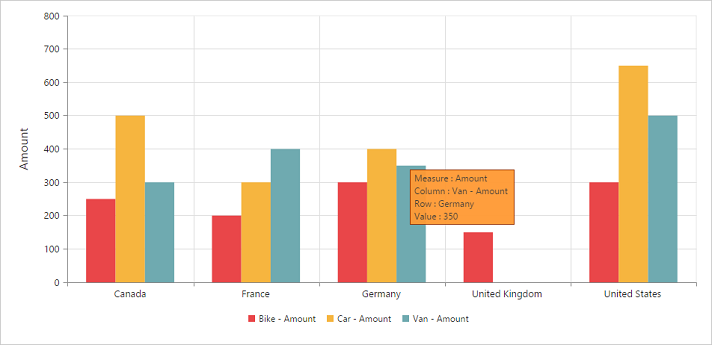 800
700
600
500
400
300
200
100
0
Amount
Measure : Amount
Column : Van - Amount
Row : Germany
Value : 350
Canada France Germany United Kingdom United States
Bike - Amount Car - Amount Van - Amount